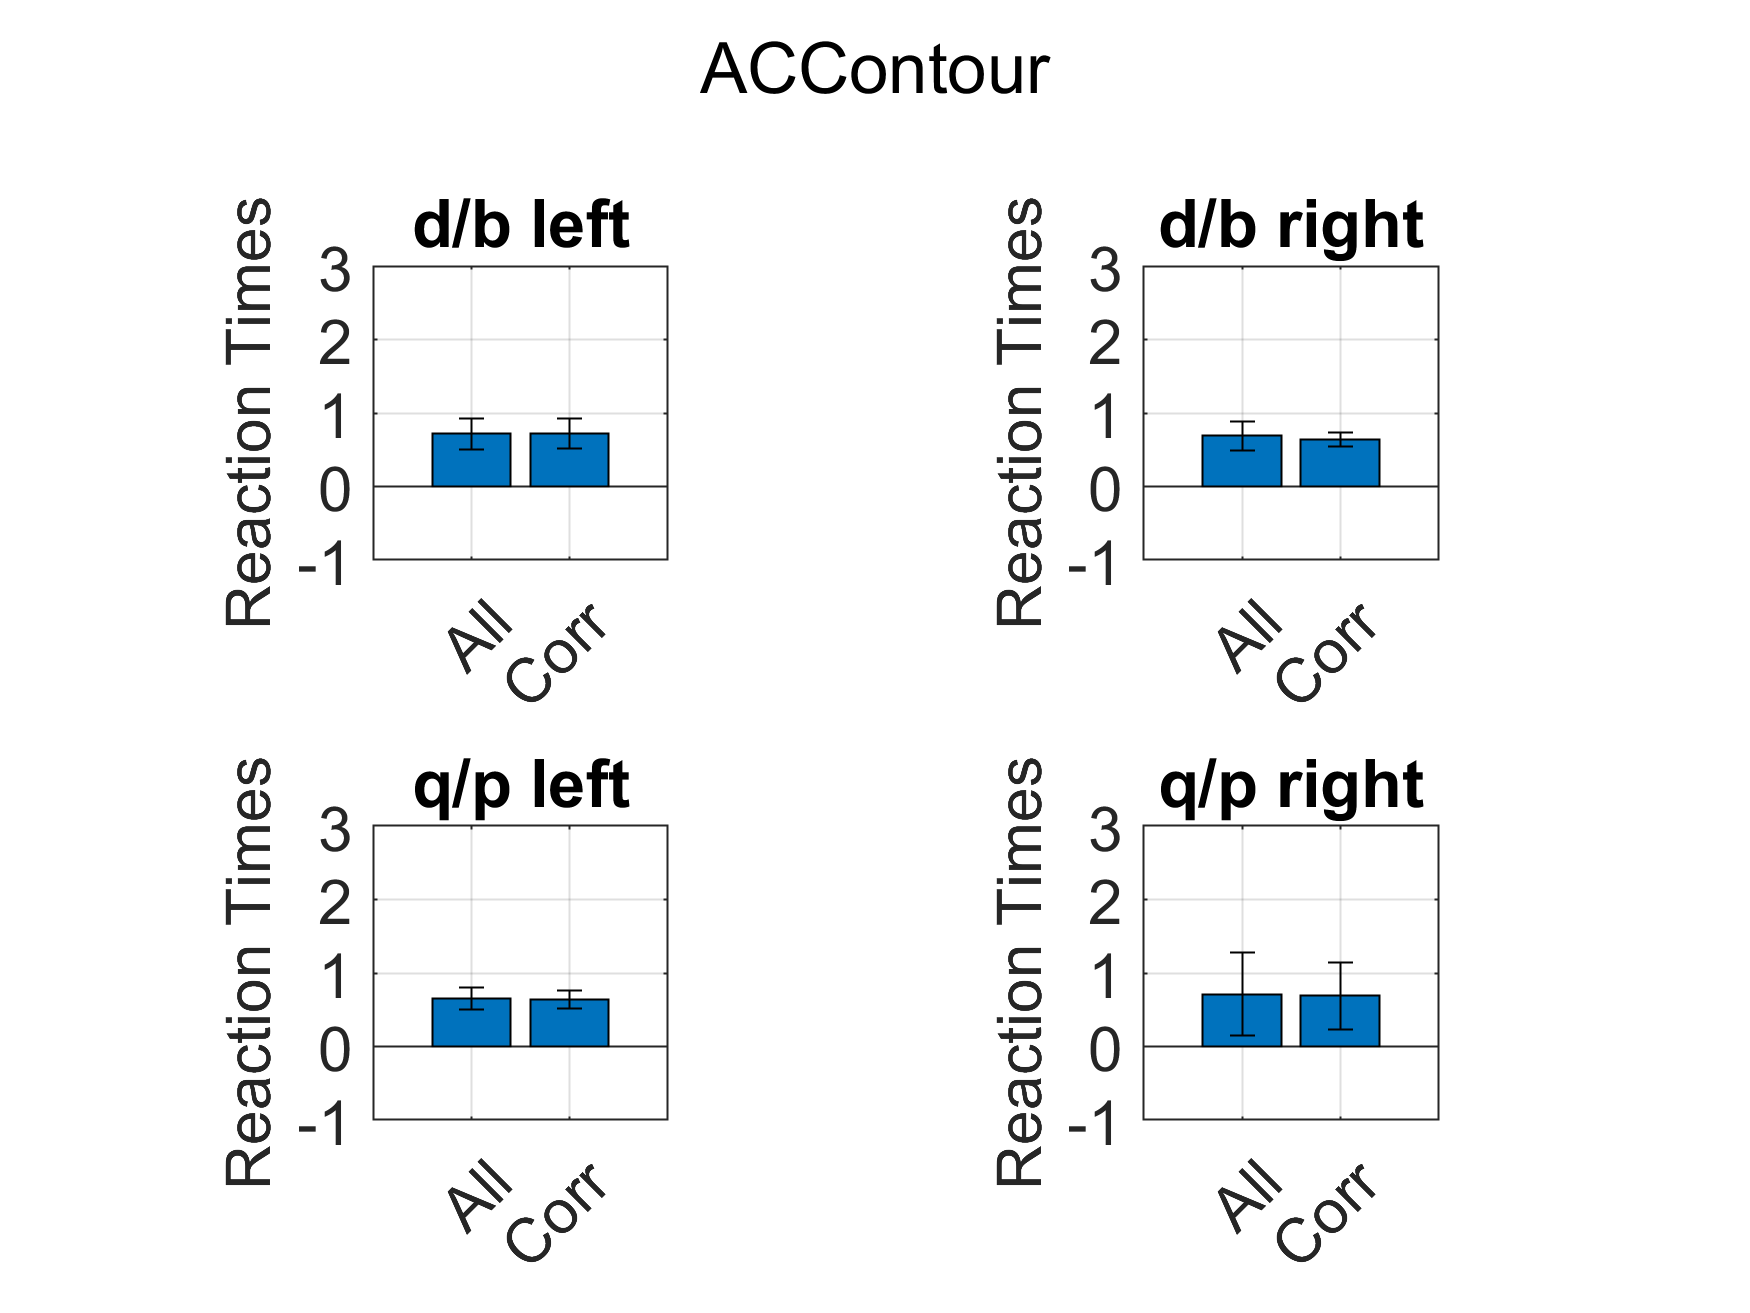 ACContour
d/b left
Reaction Times
3
2
1
0
-1
All
Corr
d/b right
Reaction Times
3
2
1
0
-1
All
Corr
q/p left
Reaction Times
3
2
1
0
-1
All
Corr
q/p right
Reaction Times
3
2
1
0
-1
All
Corr